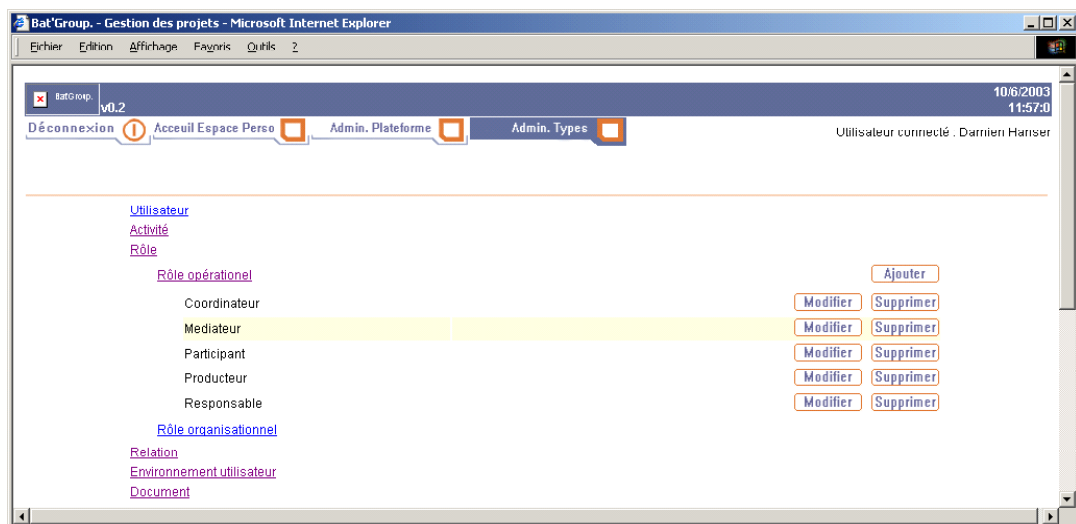 Bat'Group. - Gestion des projets - Microsoft Internet Explorer
Fichier Edition Affichage Favoris Outils ?
BatGroup. v0.2
10/6/2003
11:57:0
Déconnexion Acceuil Espace Perso Admin. Plateforme Admin. Types
Utilisateur connecté : Damien Hanser
Utilisateur
Activité
Rôle
Rôle opérationel Ajouter
Coordinateur Modifier Supprimer
Mediateur Modifier Supprimer
Participant Modifier Supprimer
Producteur Modifier Supprimer
Responsable Modifier Supprimer
Rôle organisationnel
Relation
Environnement utilisateur
Document